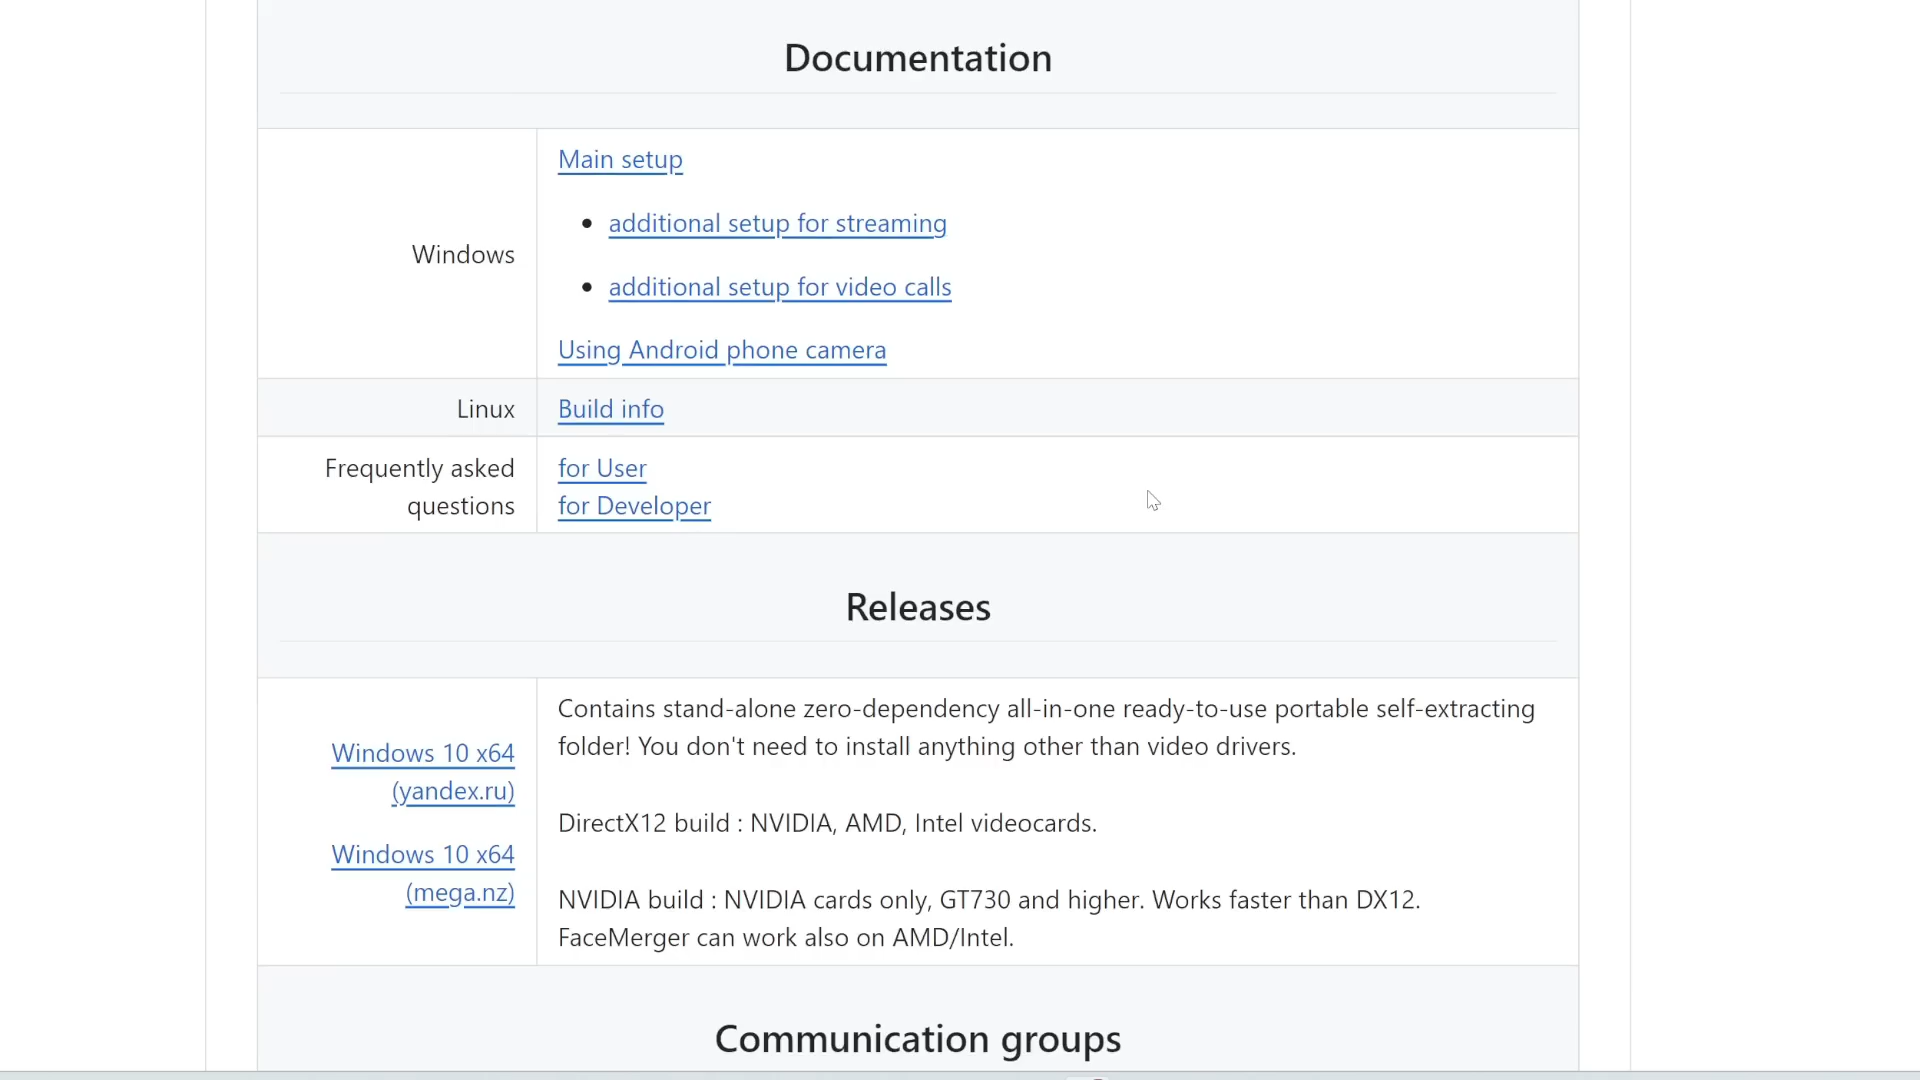 Documentation
Windows
Main setup
additional setup for streaming
additional setup for video calls
Using Android phone camera
Linux
Build info
Frequently asked
questions
for User
for Developer
Releases
Windows 10 x64
(yandex.ru)
Windows 10 x64
(mega.nz)
Contains stand-alone zero-dependency all-in-one ready-to-use portable self-extracting
folder! You don't need to install anything other than video drivers.
DirectX12 build : NVIDIA, AMD, Intel videocards.
NVIDIA build : NVIDIA cards only, GT730 and higher. Works faster than DX12.
FaceMerger can work also on AMD/Intel.
Communication groups